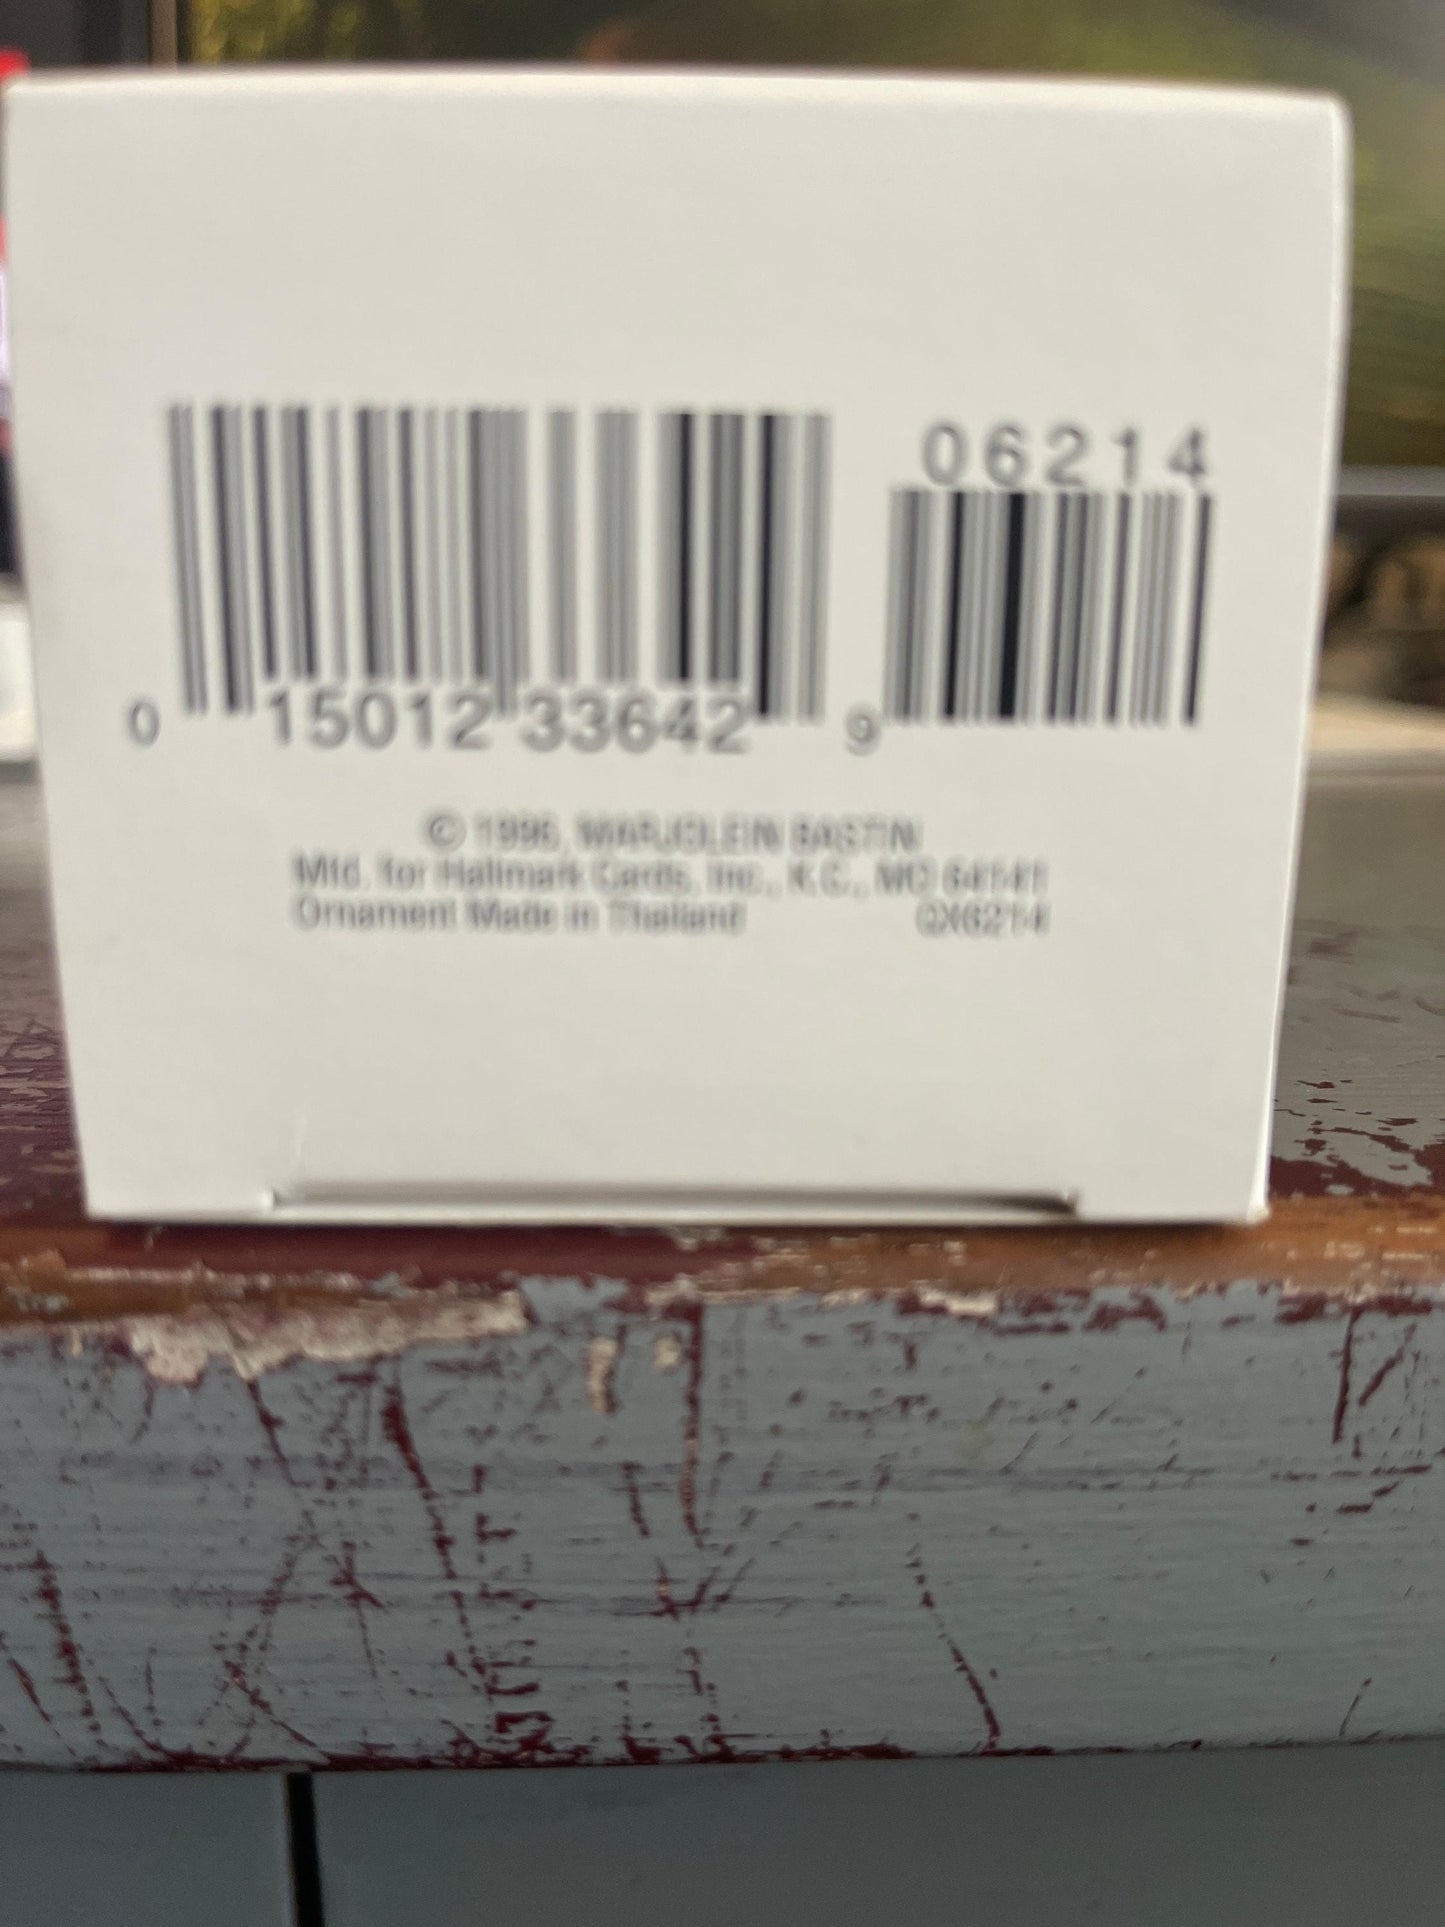 06214
0 15012 33642 9
© 1996, MARJOLEIN BASTIN
Mfd. for Hallmark Cards, Inc., K.C., MO 64141
Ornament Made in Thailand QX6214